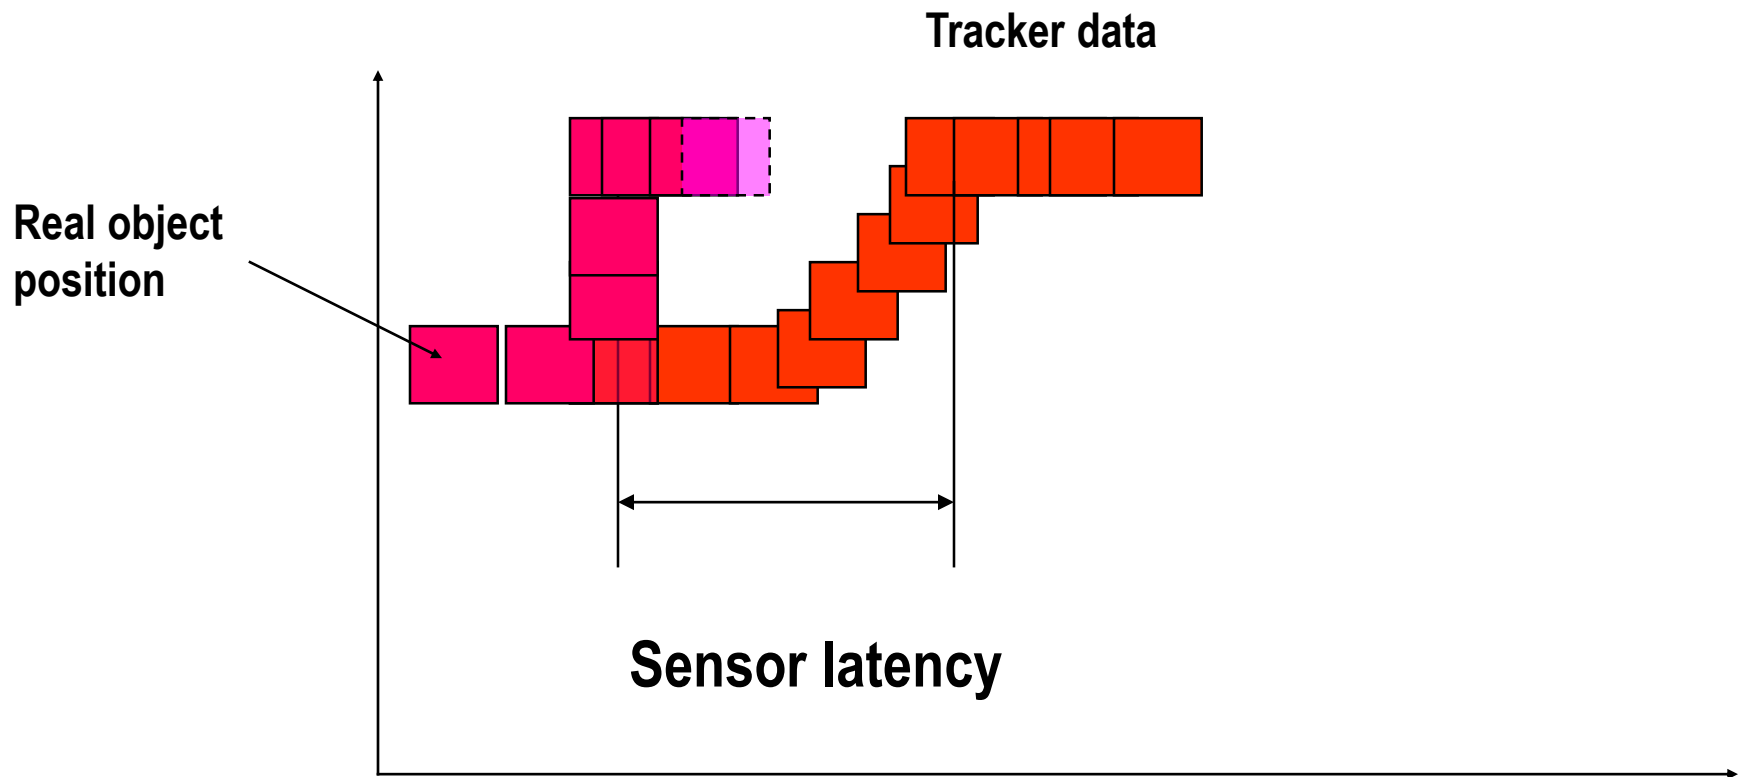 Tracker data
Real object
position
Sensor latency